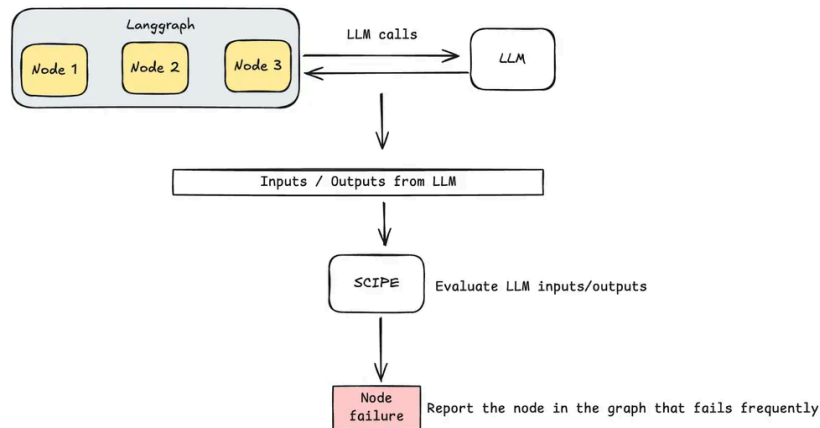 Langgraph
LLM calls
Node 1
Node 2
Node 3
LLM
Inputs / Outputs from LLM
SCIPE
Evaluate LLM inputs/outputs
Node
failure
Report the node in the graph that fails frequently